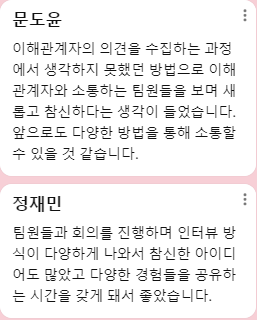 문도윤
이해관계자의 의견을 수집하는 과정
에서 생각하지 못했던 방법으로 이해
관계자와 소통하는 팀원들을 보며 새
롭고 참신하다는 생각이 들었습니다.
앞으로도 다양한 방법을 통해 소통할
수 있을 것 같습니다.
정재민
팀원들과 회의를 진행하며 인터뷰 방
식이 다양하게 나와서 참신한 아이디
어도 많았고 다양한 경험들을 공유하
는 시간을 갖게 돼서 좋았습니다.